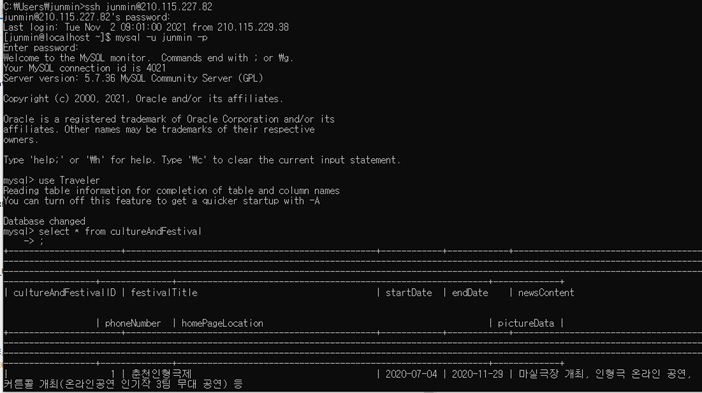 C:₩Users₩junmin>ssh junmin@210.115.227.82
junmin@210.115.227.82's password:
Last login: Tue Nov  2 09:01:00 2021 from 210.115.229.38
[junmin@localhost ~]$ mysql -u junmin -p
Enter password:
Welcome to the MySQL monitor.  Commands end with ; or ₩g.
Your MySQL connection id is 4021
Server version: 5.7.36 MySQL Community Server (GPL)
Copyright (c) 2000, 2021, Oracle and/or its affiliates.
Oracle is a registered trademark of Oracle Corporation and/or its
affiliates. Other names may be trademarks of their respective
owners.
Type 'help;' or '₩h' for help. Type '₩c' to clear the current input statement.
mysql> use Traveler
Reading table information for completion of table and column names
You can turn off this feature to get a quicker startup with -A
Database changed
mysql> select * from cultureAndFestival
-> ;
| cultureAndFestivalID | festivalTitle | startDate | endDate | newsContent
| phoneNumber | homePageLocation | pictureData |
| 1 | 춘천인형극제 | 2020-07-04 | 2020-11-29 | 마실극장 개최, 인형극 온라인 공연,
커튼콜 개최(온라인공연 인기작 3팀 무대 공연) 등